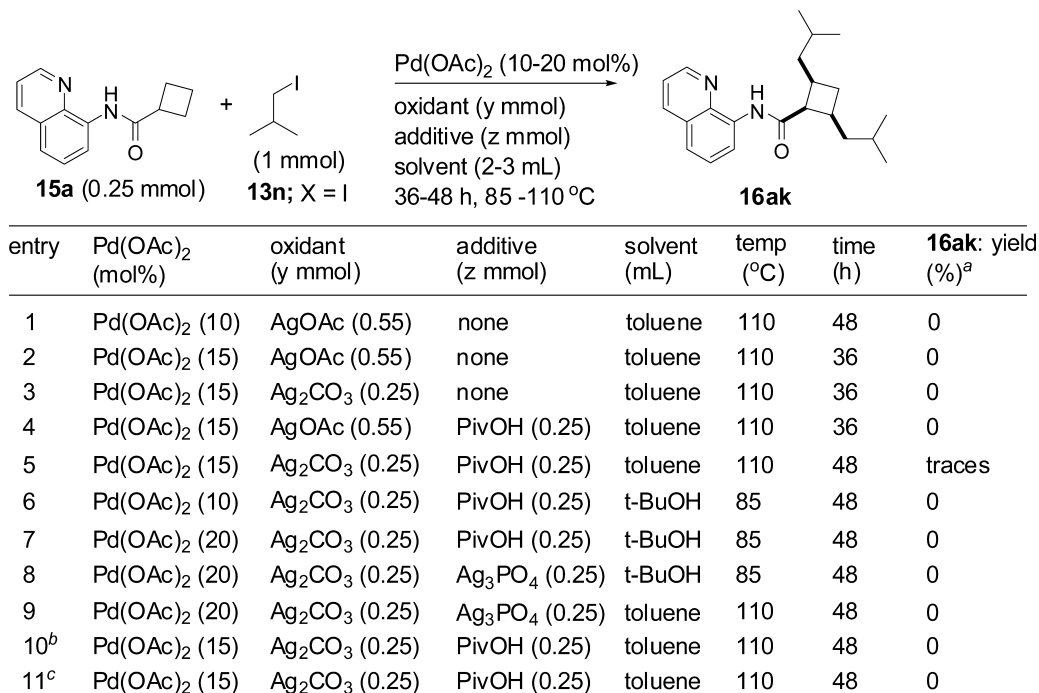 N
H
N
O
15a (0.25 mmol)
+
I
(1 mmol)
13n; X = I
Pd(OAc)2 (10-20 mol%)
oxidant (y mmol)
additive (z mmol)
solvent (2-3 mL)
36-48 h, 85 -110 oC
N
H
N
O
16ak
entry Pd(OAc)2 (mol%) oxidant (y mmol) additive (z mmol) solvent (mL) temp (oC) time (h) 16ak: yield (%)a
1 Pd(OAc)2 (10) AgOAc (0.55) none toluene 110 48 0
2 Pd(OAc)2 (15) AgOAc (0.55) none toluene 110 36 0
3 Pd(OAc)2 (15) Ag2CO3 (0.25) none toluene 110 36 0
4 Pd(OAc)2 (15) AgOAc (0.55) PivOH (0.25) toluene 110 36 0
5 Pd(OAc)2 (15) Ag2CO3 (0.25) PivOH (0.25) toluene 110 48 traces
6 Pd(OAc)2 (10) Ag2CO3 (0.25) PivOH (0.25) t-BuOH 85 48 0
7 Pd(OAc)2 (20) Ag2CO3 (0.25) PivOH (0.25) t-BuOH 85 48 0
8 Pd(OAc)2 (20) Ag2CO3 (0.25) Ag3PO4 (0.25) t-BuOH 85 48 0
9 Pd(OAc)2 (20) Ag2CO3 (0.25) Ag3PO4 (0.25) toluene 110 48 0
10b Pd(OAc)2 (15) Ag2CO3 (0.25) PivOH (0.25) toluene 110 48 0
11c Pd(OAc)2 (15) Ag2CO3 (0.25) PivOH (0.25) toluene 110 48 0